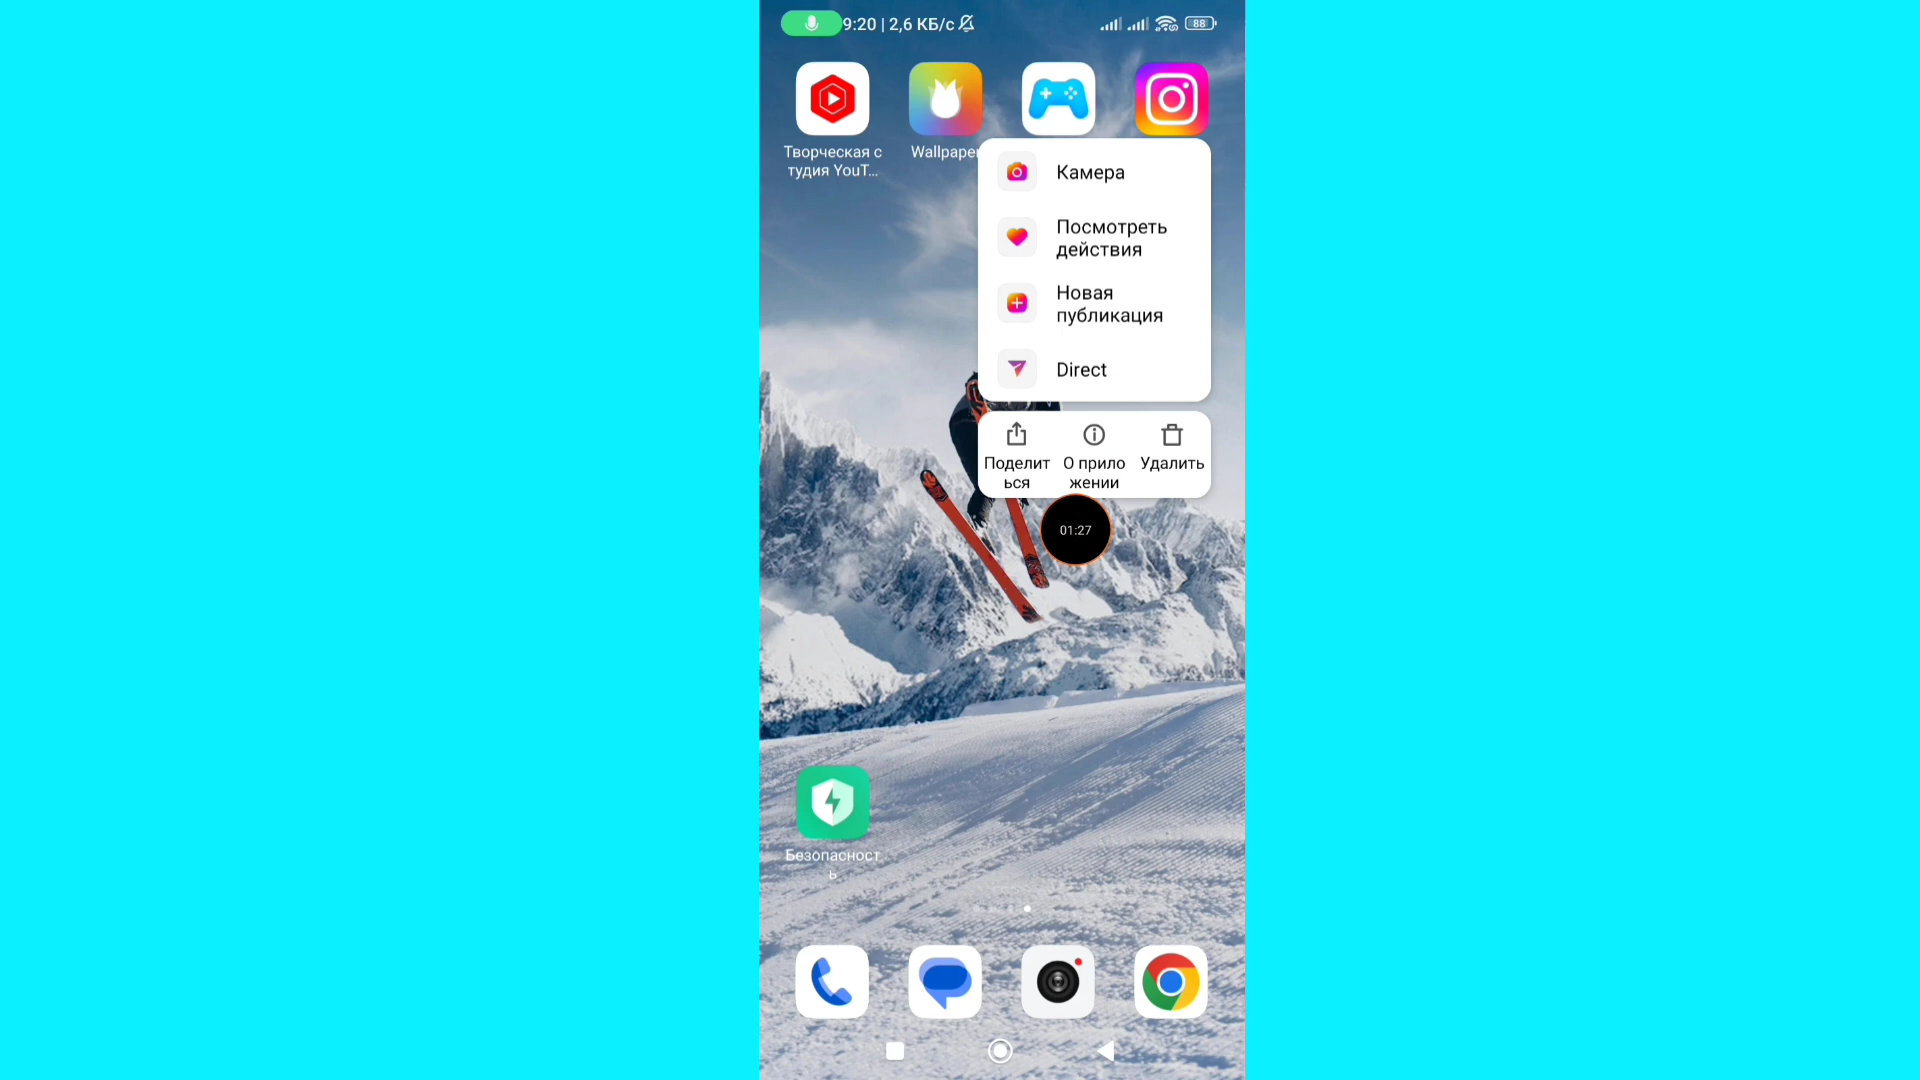 9:20 | 2,6 КБ/с
88
Творческая с
тудия YouT...
Wallpaper
Камера
Посмотреть
действия
Новая
публикация
Direct
Поделит
ься
О прило
жении
Удалить
01:27
Безопасност
ь